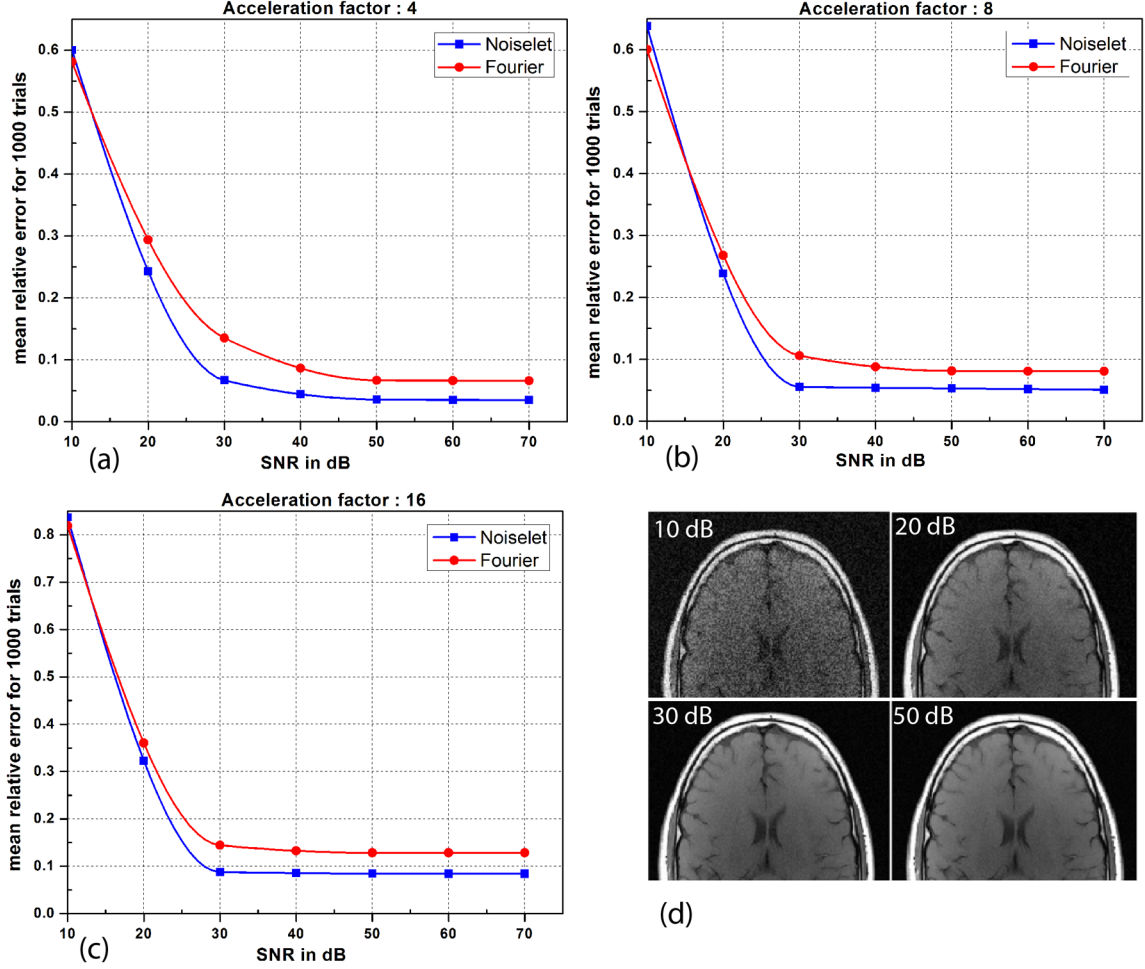 Acceleration factor : 4
mean relative error for 1000 trials
0.6
0.5
0.4
0.3
0.2
0.1
0.0
Noiselet
Fourier
10 20 30 40 50 60 70
SNR in dB
(a)
Acceleration factor : 8
mean relative error for 1000 trials
0.6
0.5
0.4
0.3
0.2
0.1
0.0
Noiselet
Fourier
10 20 30 40 50 60 70
SNR in dB
(b)
Acceleration factor : 16
mean relative error for 1000 trials
0.8
0.7
0.6
0.5
0.4
0.3
0.2
0.1
0.0
Noiselet
Fourier
10 20 30 40 50 60 70
SNR in dB
(c)
10 dB
20 dB
30 dB
50 dB
(d)